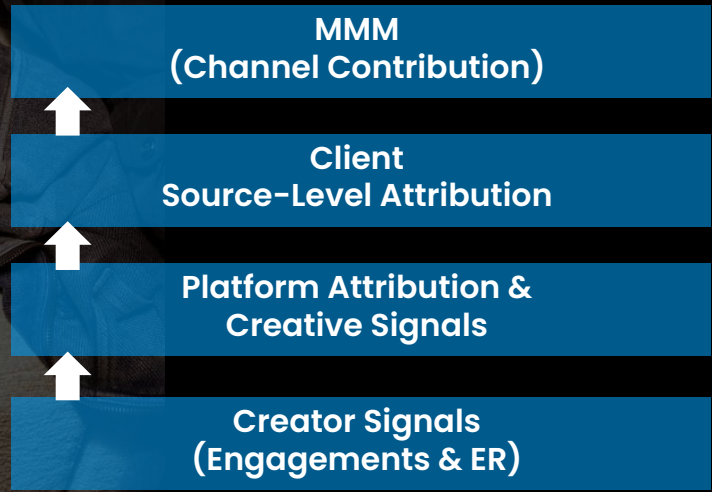 MMM
(Channel Contribution)
Client
Source-Level Attribution
Platform Attribution &
Creative Signals
Creator Signals
(Engagements & ER)